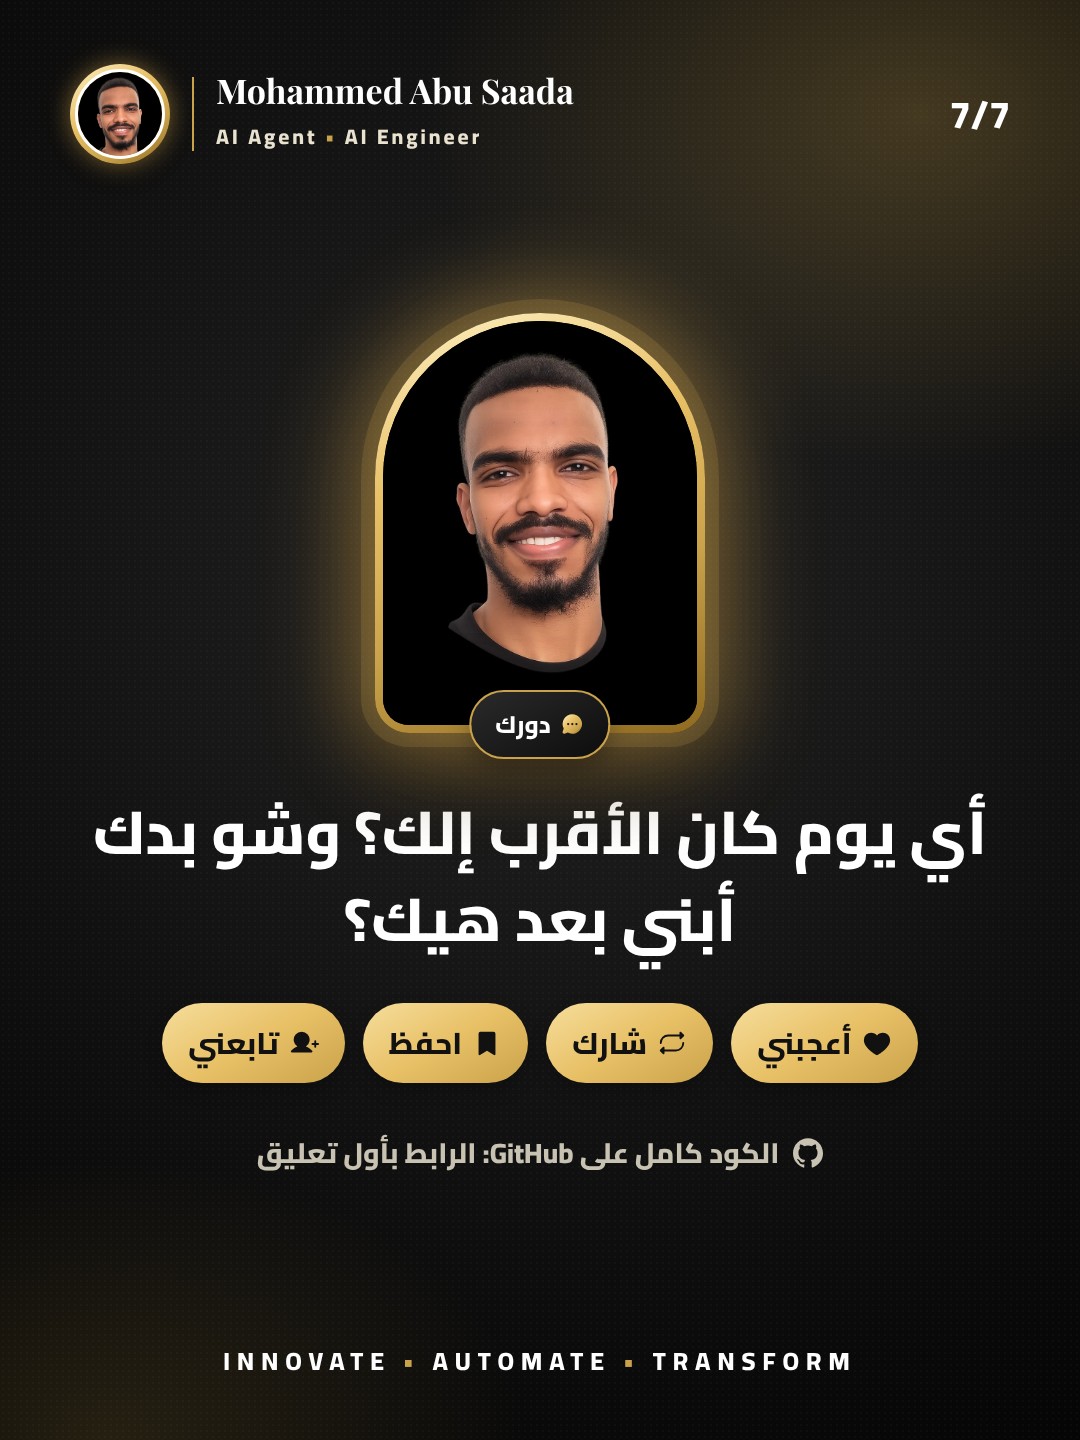 Mohammed Abu Saada
AI Agent ▪ AI Engineer
7/7
دورك
أي يوم كان الأقرب إلك؟ وشو بدك
أبني بعد هيك؟
أعجبني
شارك
احفظ
تابعني
الكود كامل على GitHub: الرابط بأول تعليق
INNOVATE ▪ AUTOMATE ▪ TRANSFORM